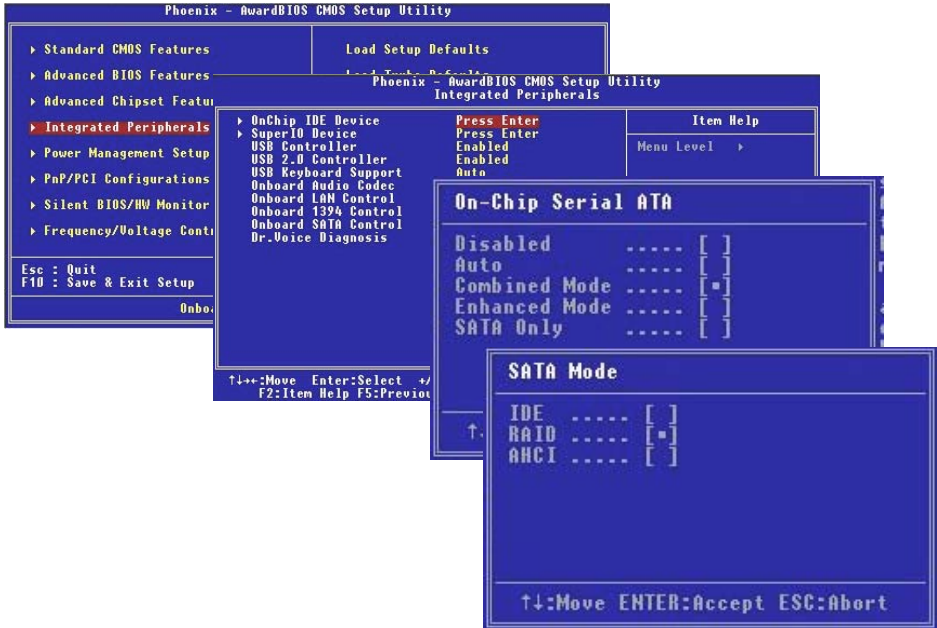 Phoenix - AwardBIOS CMOS Setup Utility
Standard CMOS Features
Load Setup Defaults
Advanced BIOS Features
Advanced Chipset Featu
Integrated Peripherals
Power Management Setup
PnP/PCI Configurations
Silent BIOS/HW Monitor
Frequency/Voltage Cont
Esc : Quit
F10 : Save & Exit Setup
Onboa
Phoenix - AwardBIOS CMOS Setup Utility
Integrated Peripherals
OnChip IDE Device Press Enter
SuperIO Device Press Enter
USB Controller Enabled
USB 2.0 Controller Enabled
USB Keyboard Support Auto
Onboard Audio Codec
Onboard LAN Control
Onboard 1394 Control
Onboard SATA Control
Dr.Voice Diagnosis
Item Help
Menu Level ▸
↑↓→←:Move Enter:Select +/
F2:Item Help F5:Previou
On-Chip Serial ATA
Disabled ..... [ ]
Auto ..... [ ]
Combined Mode ..... [▪]
Enhanced Mode ..... [ ]
SATA Only ..... [ ]
SATA Mode
IDE ..... [ ]
RAID ..... [▪]
AHCI ..... [ ]
↑↓:Move ENTER:Accept ESC:Abort